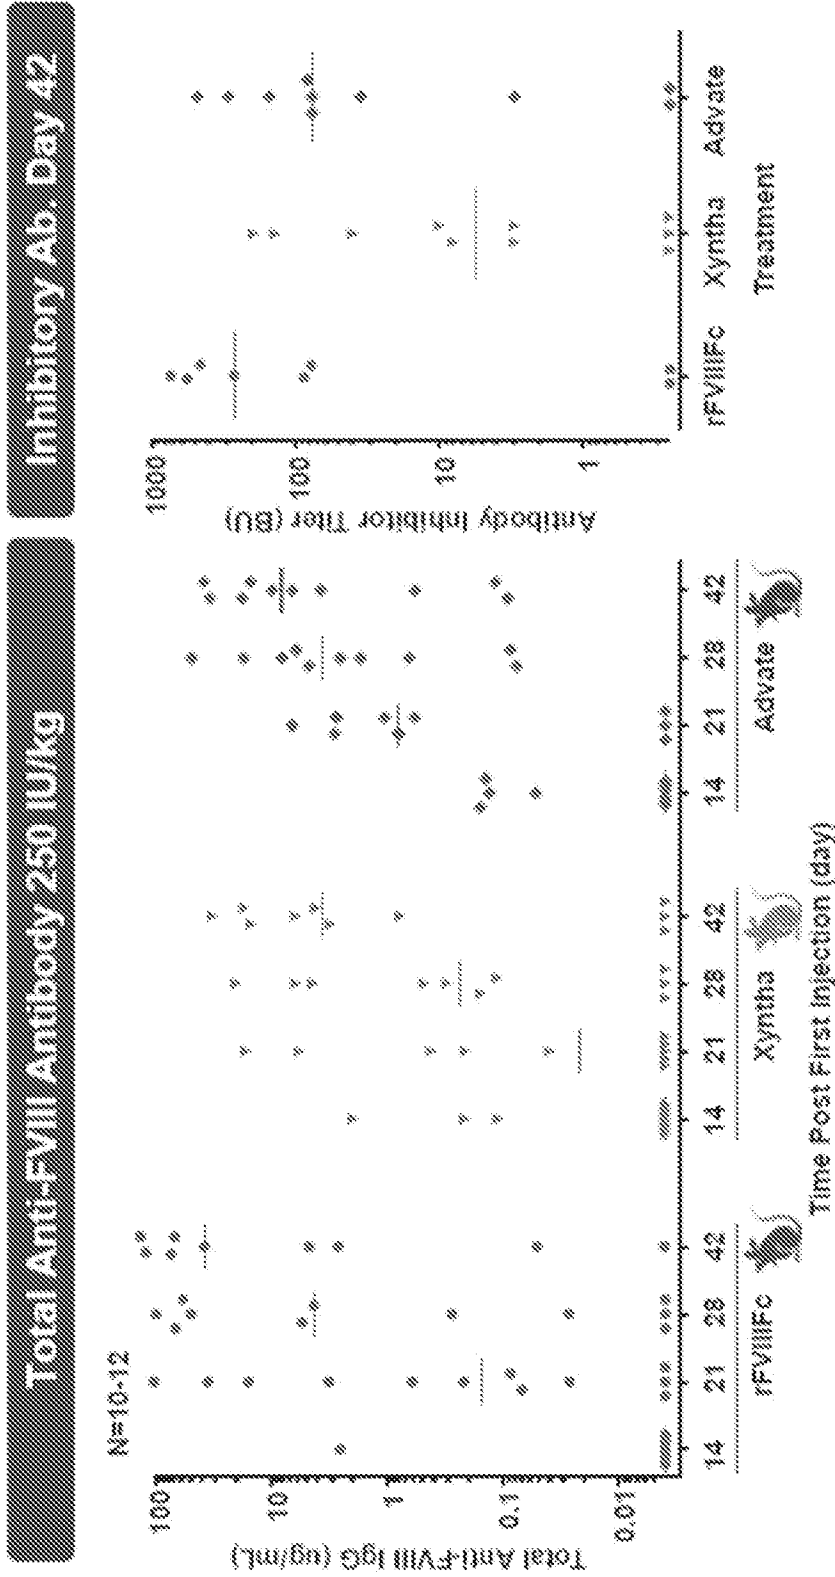 Total Anti-FVIII Antibody 250 IU/kg
N=10-12
Total Anti-FVIII IgG (ug/mL)
100
10
1
0.1
0.01
14 21 28 42 14 21 28 42 14 21 28 42
rFVIIIFc Xyntha Advate
Time Post First Injection (day)
Inhibitory Ab. Day 42
Antibody Inhibitor Titer (BU)
1000
100
10
1
rFVIIIFc Xyntha Advate
Treatment